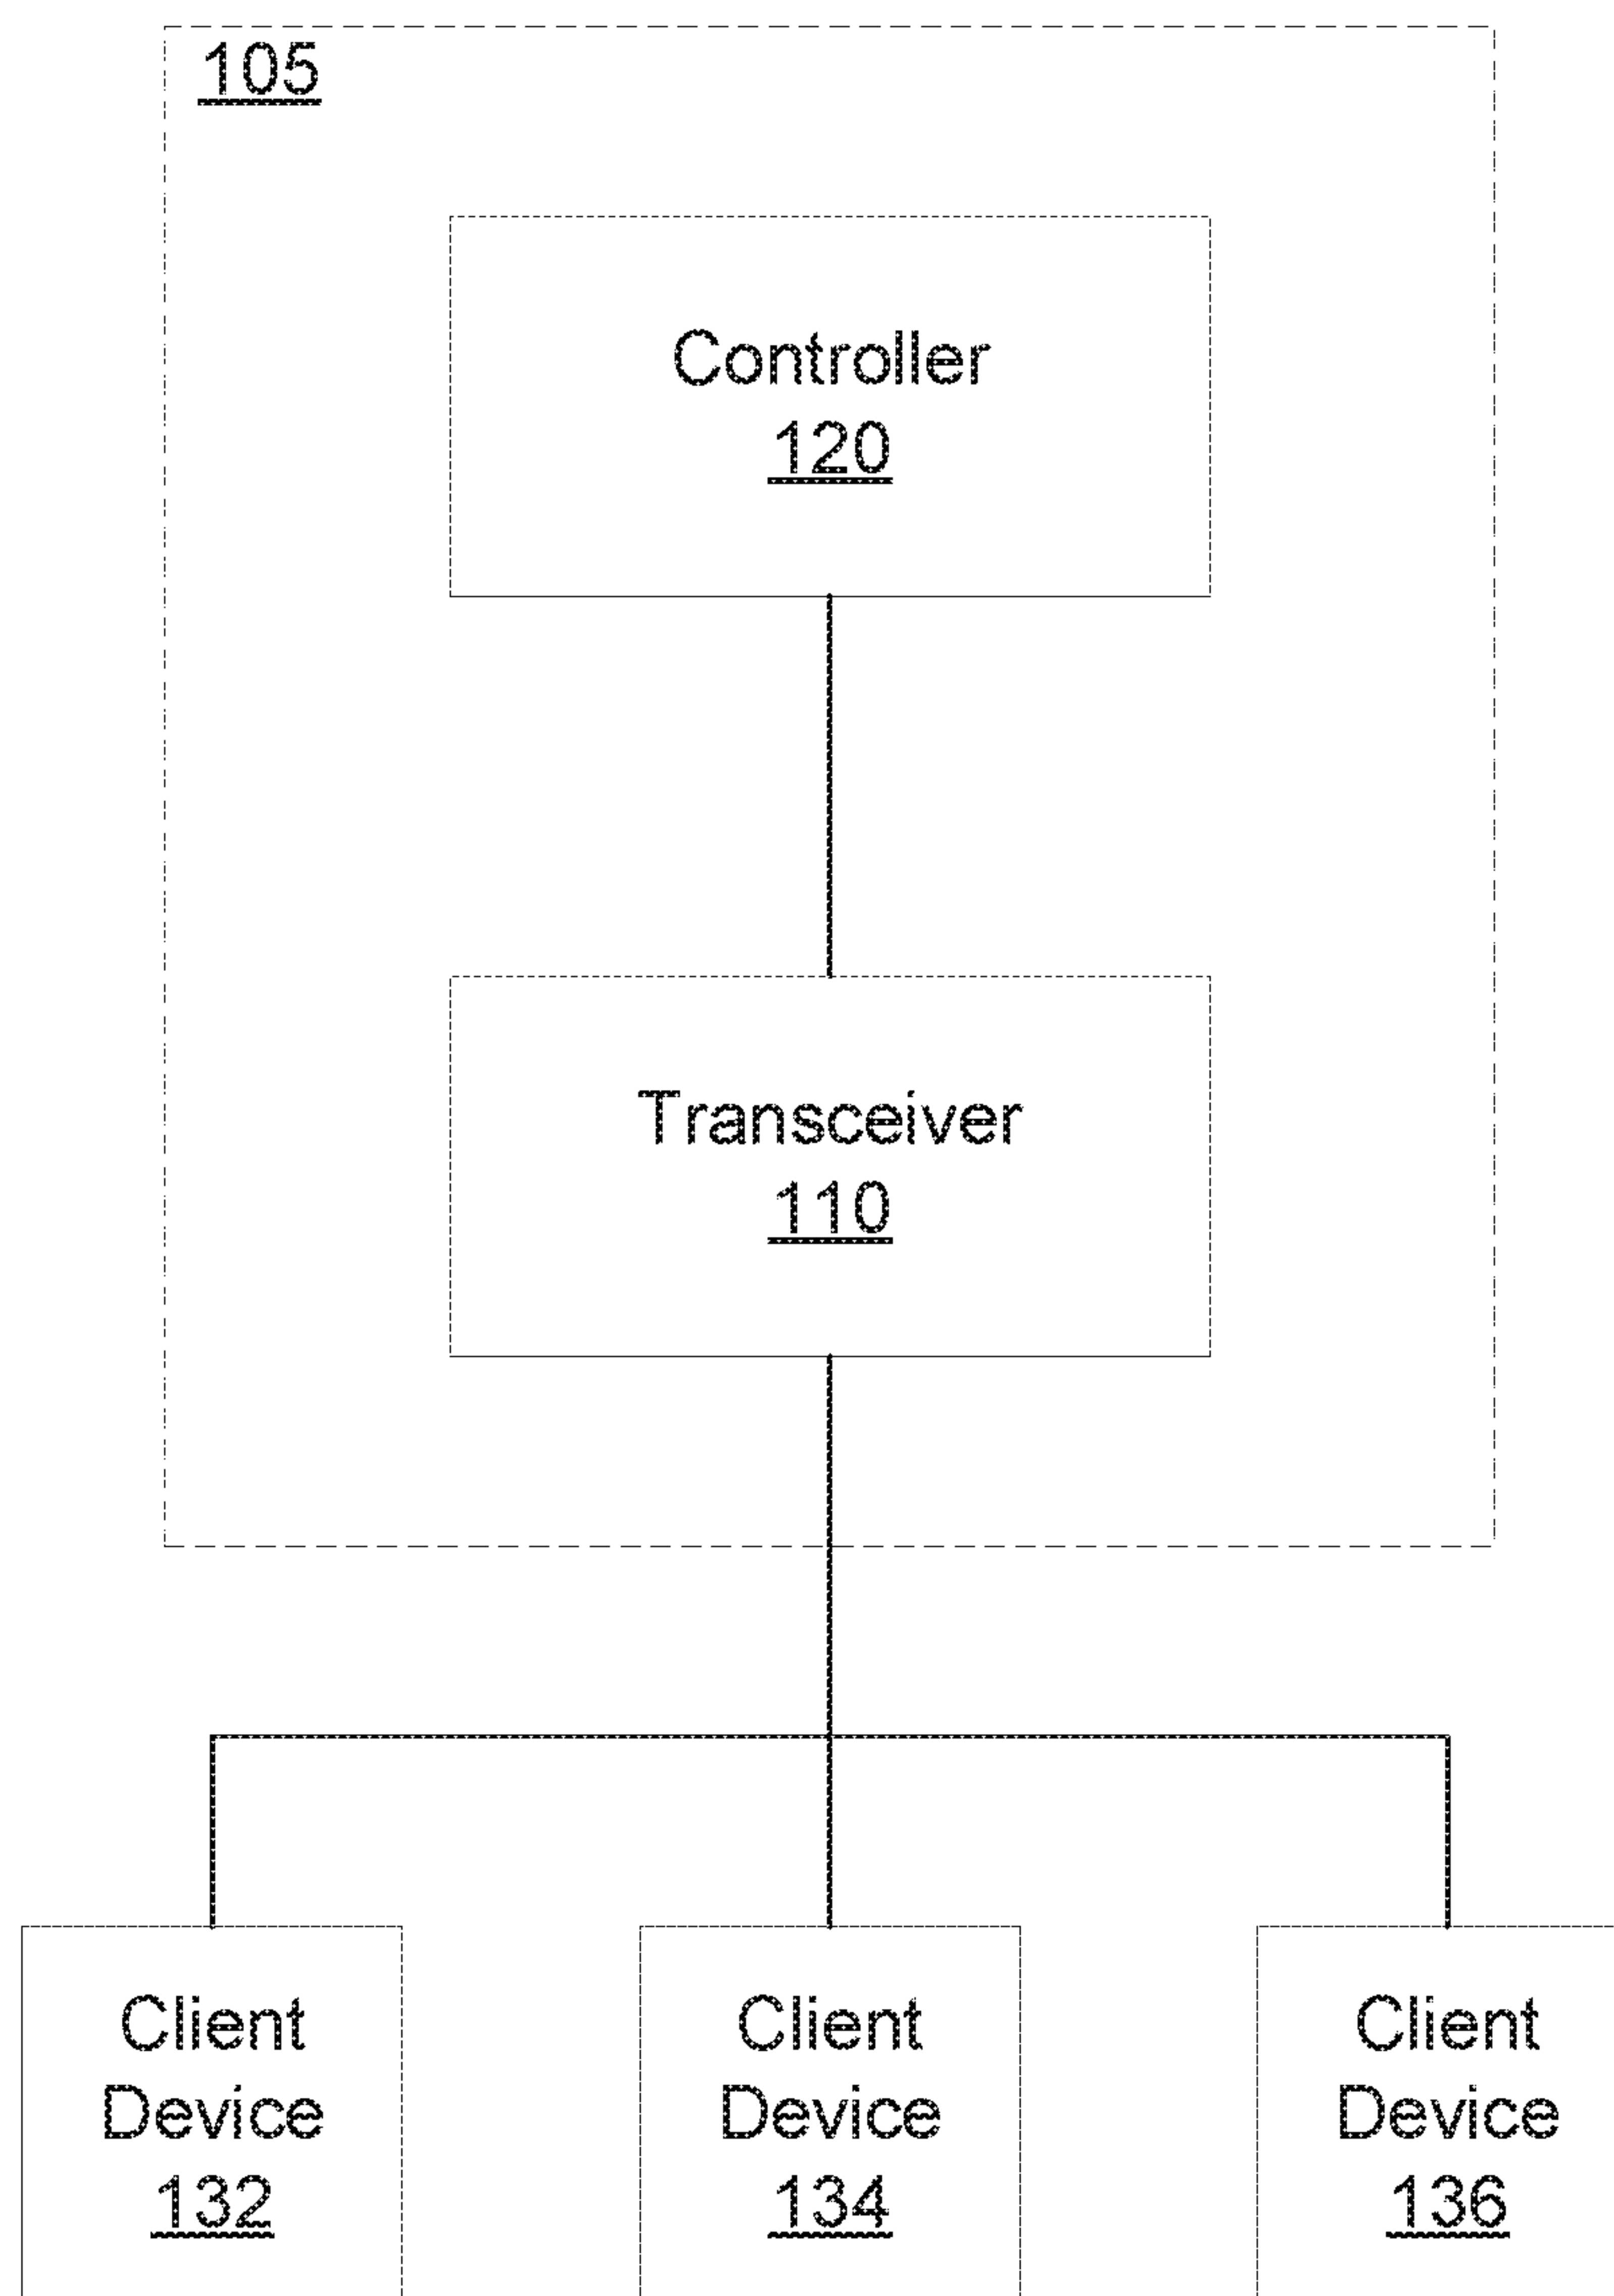 105
Controller
120
Transceiver
110
Client
Device
132
Client
Device
134
Client
Device
136